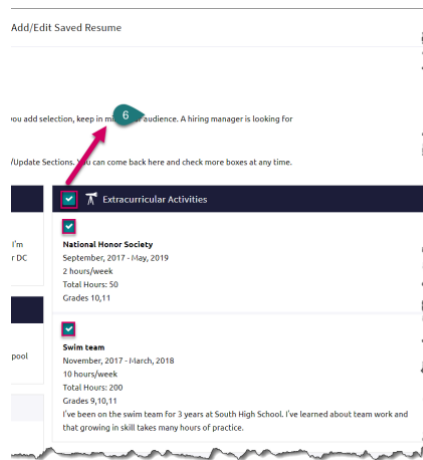 Add/Edit Saved Resume
you add selection, keep in audience. A hiring manager is looking for
6
/Update Sections. You can come back here and check more boxes at any time.
Extracurricular Activities
I'm
r DC
National Honor Society
September, 2017 - May, 2019
2 hours/week
Total Hours: 50
Grades 10,11
pool
Swim team
November, 2017 - March, 2018
10 hours/week
Total Hours: 200
Grades 9,10,11
I've been on the swim team for 3 years at South High School. I've learned about team work and
that growing in skill takes many hours of practice.